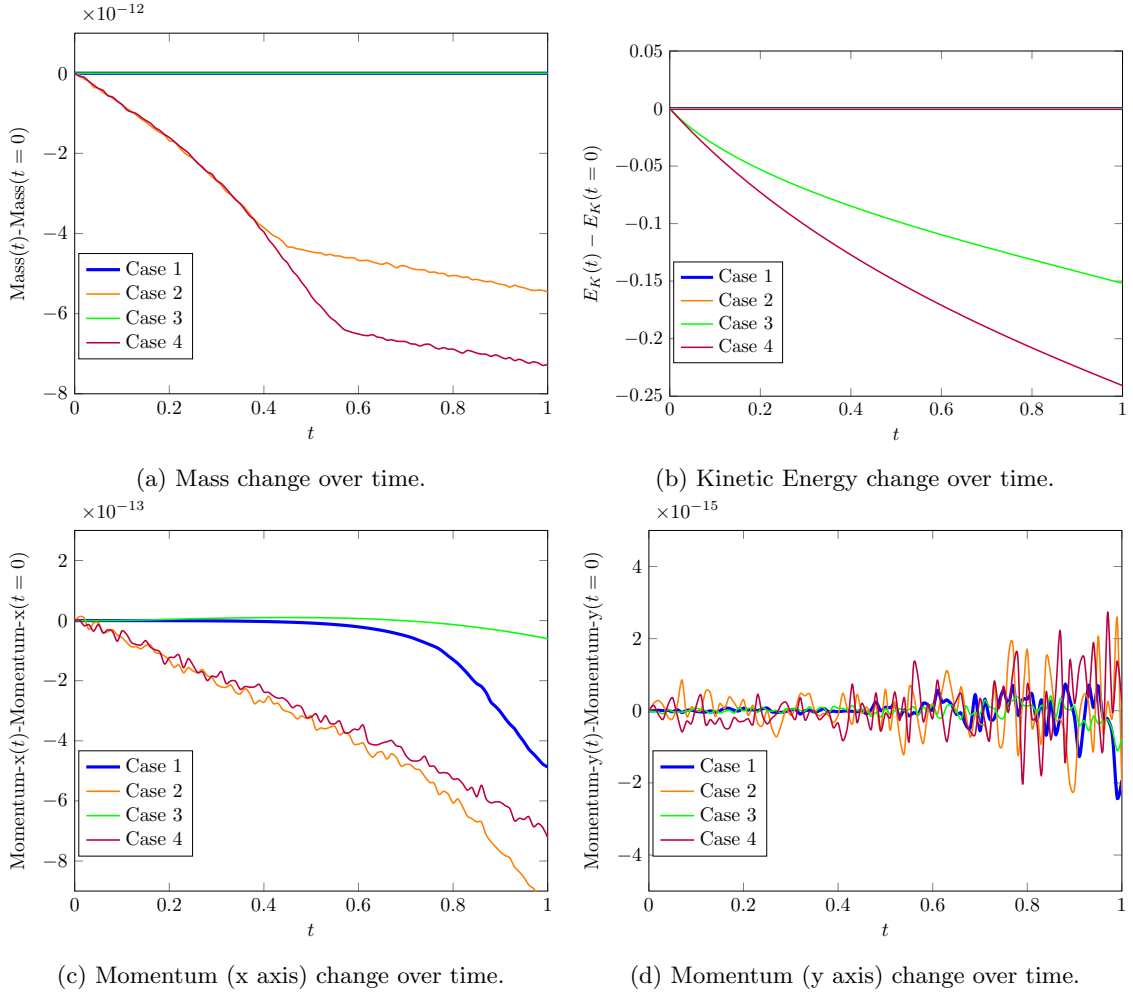 ×10−12
Mass(t)-Mass(t = 0)
0
−2
−4
−6
−8
Case 1
Case 2
Case 3
Case 4
0 0.2 0.4 0.6 0.8 1
t
(a) Mass change over time.
E_K(t) − E_K(t = 0)
0.05
0
−0.05
−0.1
−0.15
−0.2
−0.25
Case 1
Case 2
Case 3
Case 4
0 0.2 0.4 0.6 0.8 1
t
(b) Kinetic Energy change over time.
×10−13
Momentum-x(t)-Momentum-x(t = 0)
2
0
−2
−4
−6
−8
Case 1
Case 2
Case 3
Case 4
0 0.2 0.4 0.6 0.8 1
t
(c) Momentum (x axis) change over time.
×10−15
Momentum-y(t)-Momentum-y(t = 0)
4
2
0
−2
−4
Case 1
Case 2
Case 3
Case 4
0 0.2 0.4 0.6 0.8 1
t
(d) Momentum (y axis) change over time.